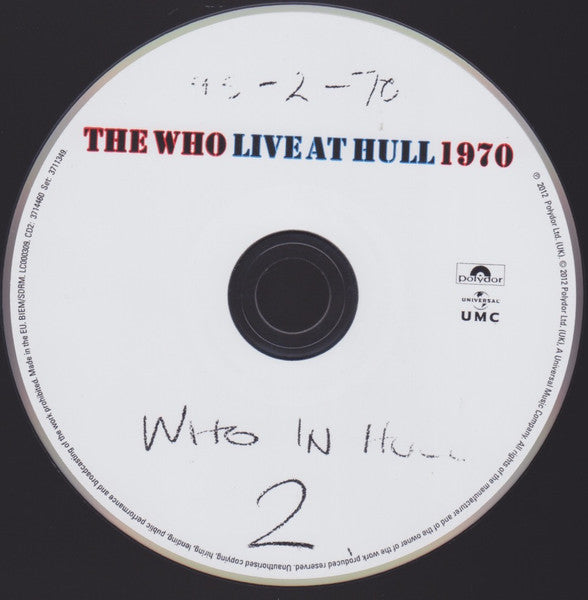 -2-70
THE WHO LIVE AT HULL 1970
polydor
UNIVERSAL
UMC
WHO IN HULL
2
℗ 2012 Polydor Ltd. (UK). © 2012 Polydor Ltd. (UK). A Universal Music Company. All rights of the manufacturer and of the owner of the work produced reserved. Unauthorised copying, hiring, lending, public performance and broadcasting of the work prohibited. Made in the EU. BIEM/SDRM. LC000309. CD2: 3714460 Set: 3711349.